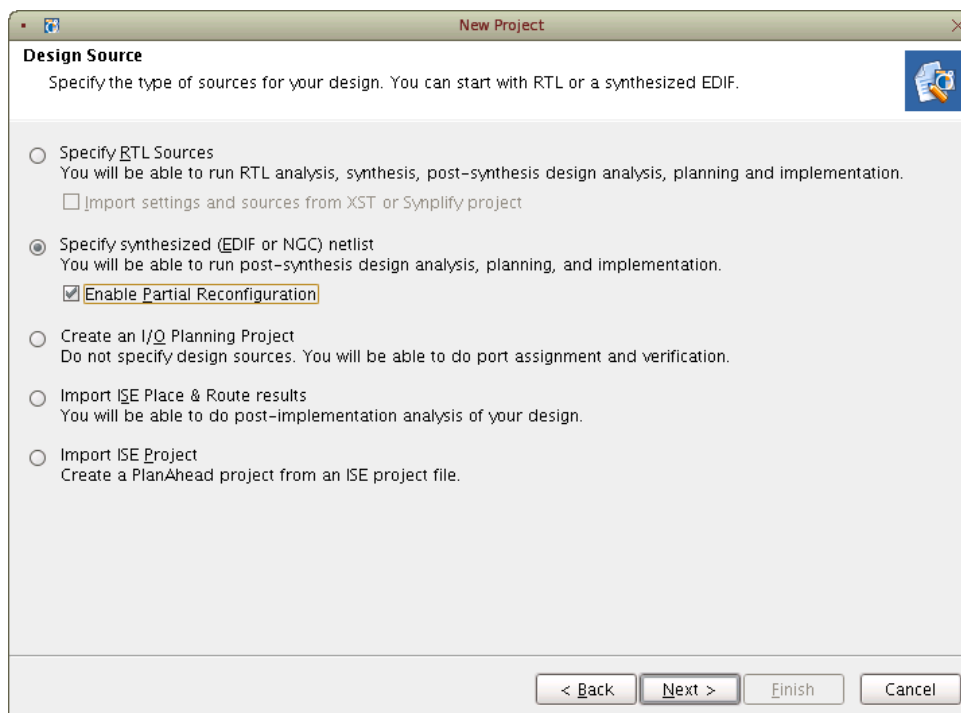 New Project
Design Source
Specify the type of sources for your design. You can start with RTL or a synthesized EDIF.
Specify RTL Sources
You will be able to run RTL analysis, synthesis, post-synthesis design analysis, planning and implementation.
Import settings and sources from XST or Synplify project
Specify synthesized (EDIF or NGC) netlist
You will be able to run post-synthesis design analysis, planning, and implementation.
Enable Partial Reconfiguration
Create an I/O Planning Project
Do not specify design sources. You will be able to do port assignment and verification.
Import ISE Place & Route results
You will be able to do post-implementation analysis of your design.
Import ISE Project
Create a PlanAhead project from an ISE project file.
< Back Next > Finish Cancel